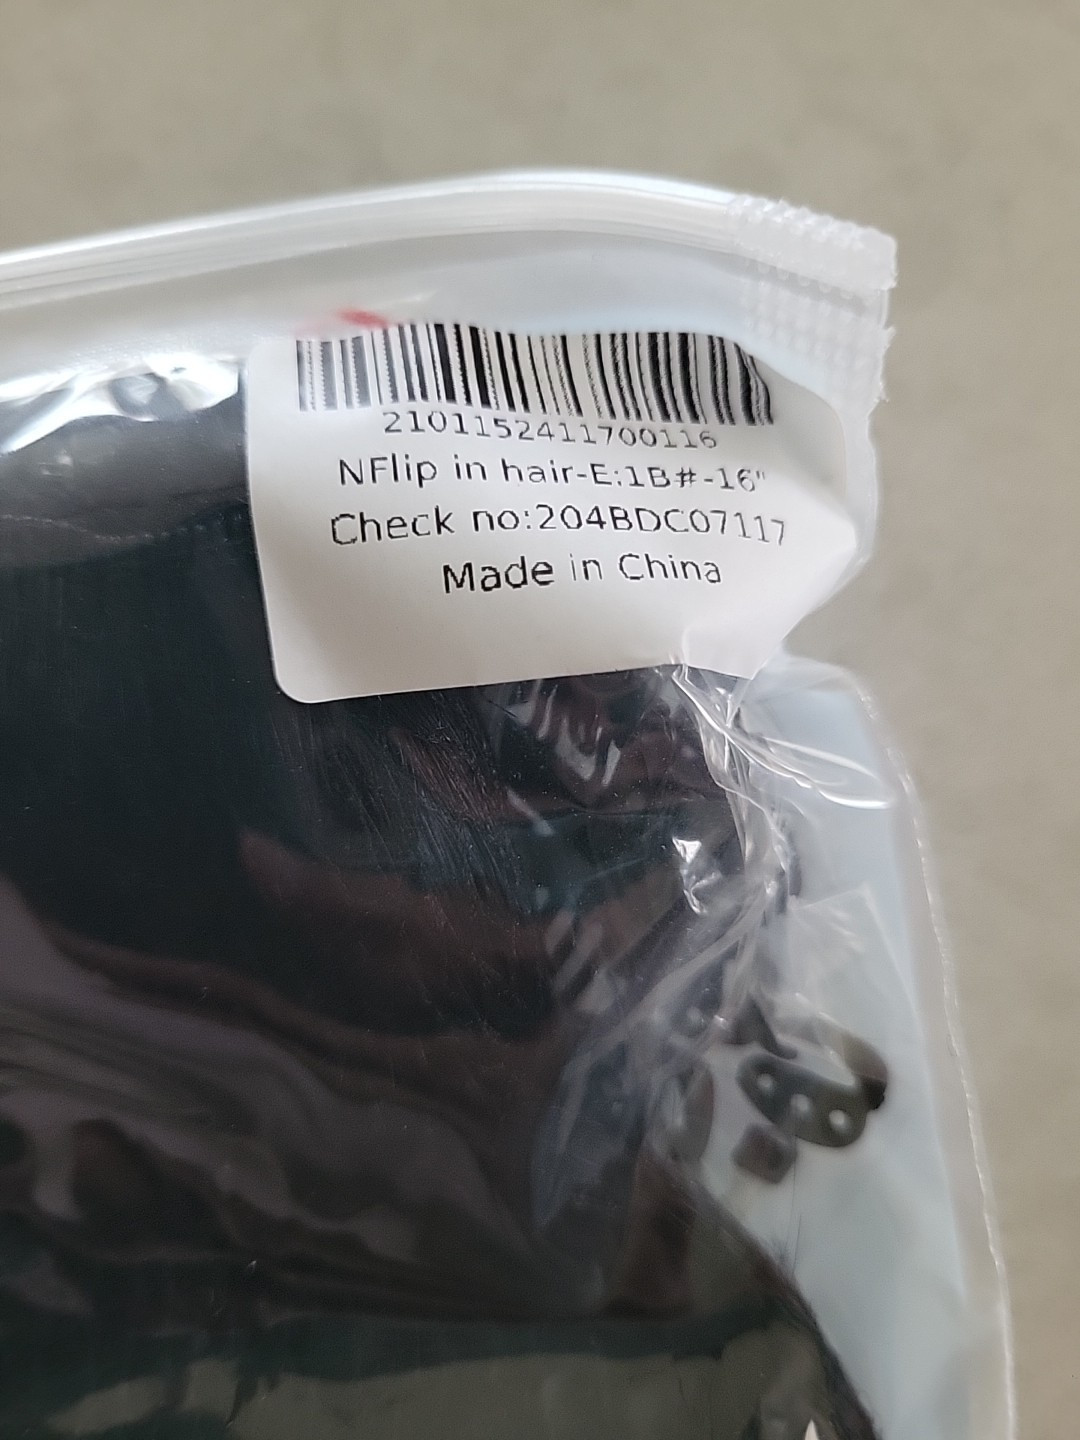 2101152411700116
NFlip in hair-E:1B#-16"
Check no:204BDC07117
Made in China